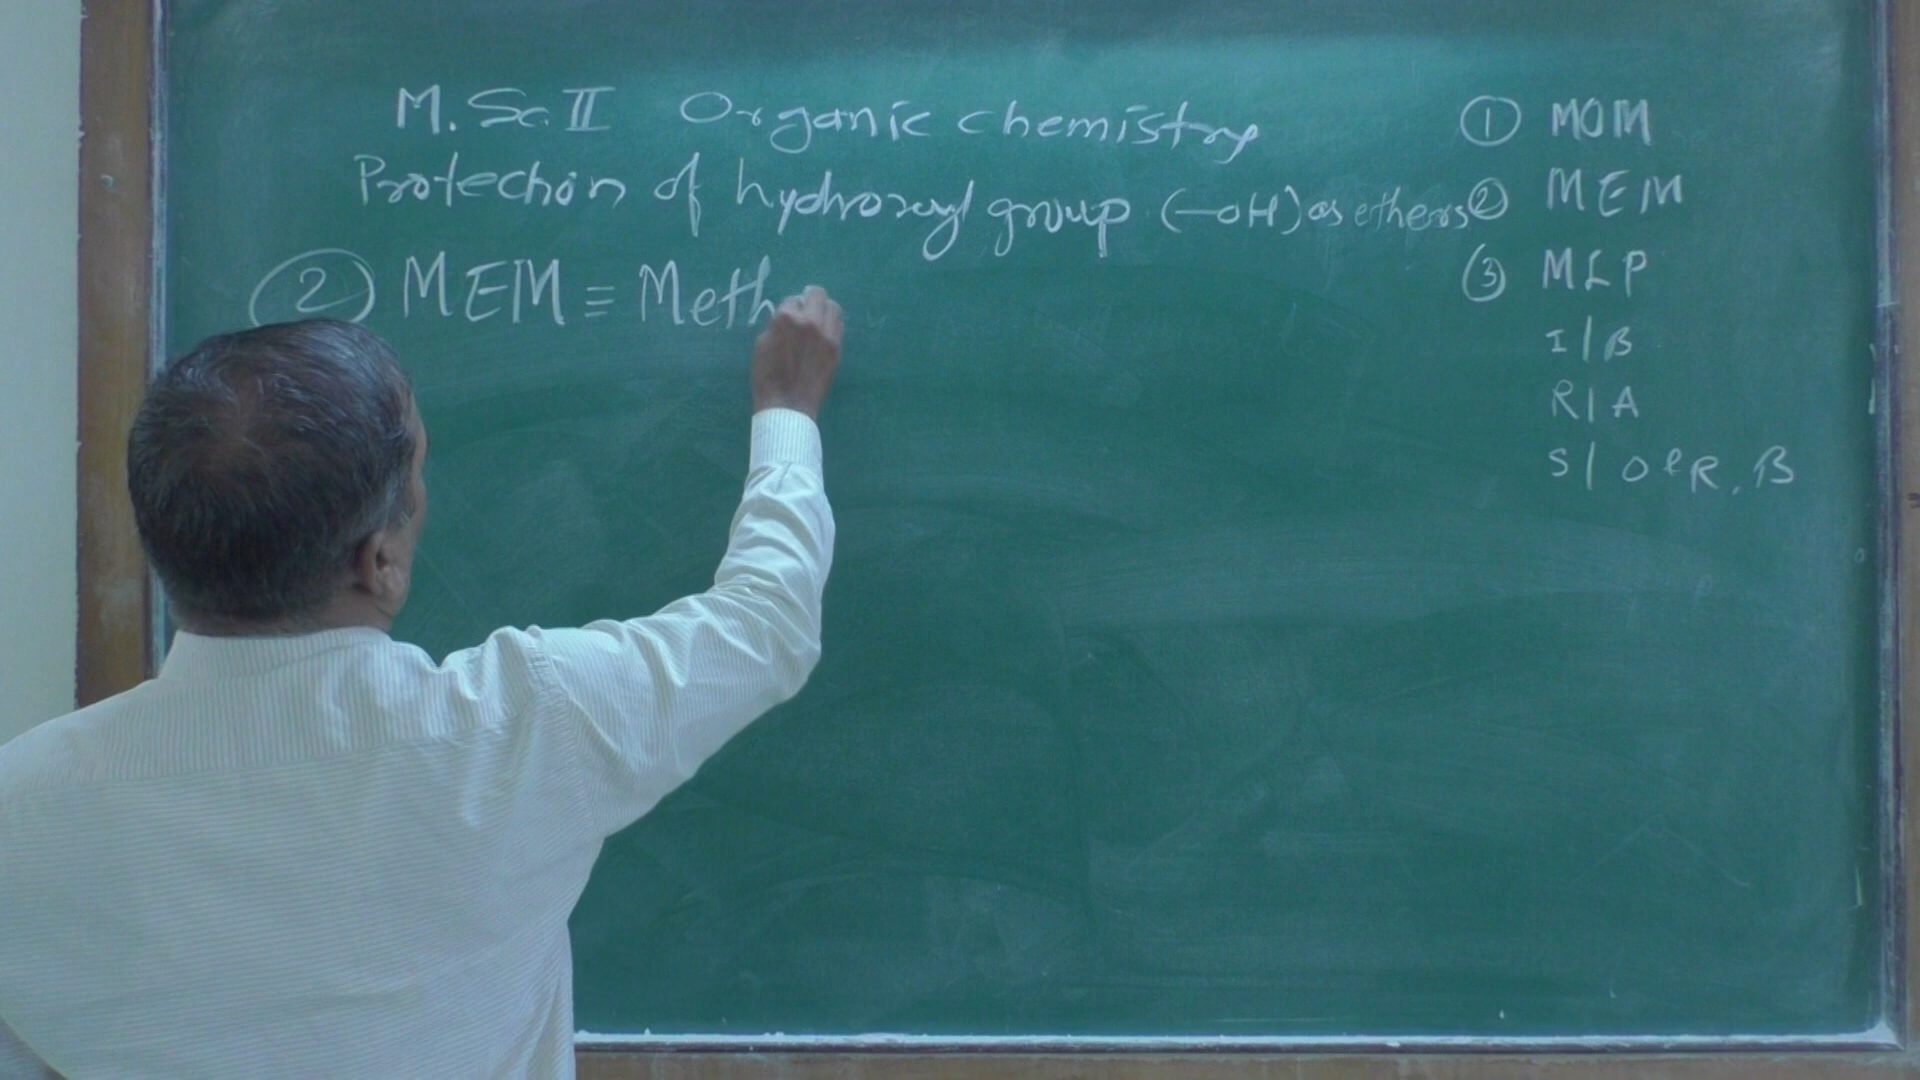 M.Sc.II Organic chemistry
Protection of hydroxyl group (-OH) as ethers
② MEM ≡ Meth
① MOM
② MEM
③ MLP
I/B
R/A
S/